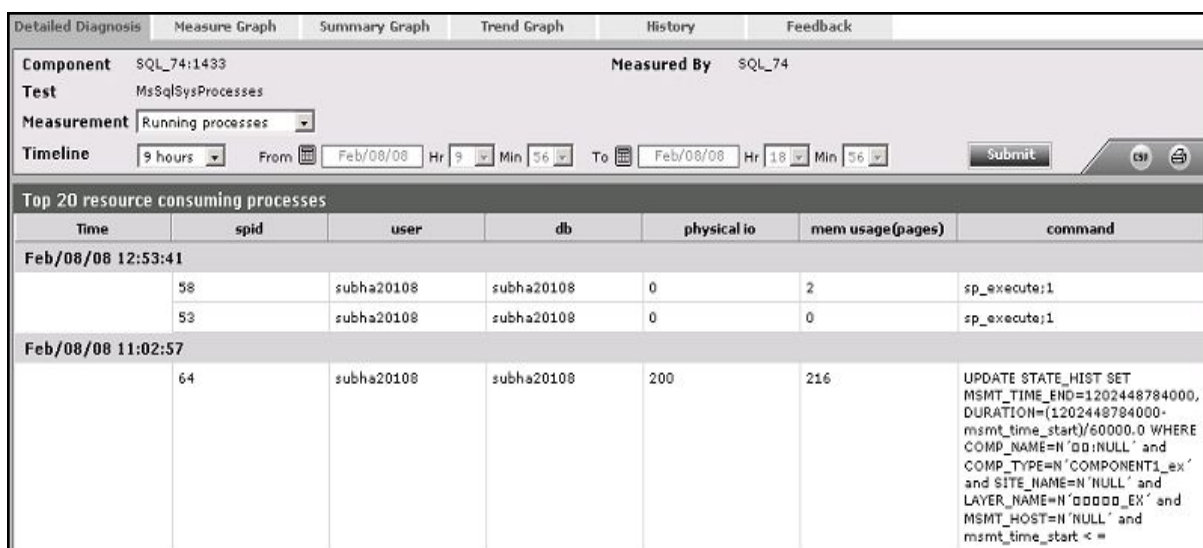 Detailed Diagnosis Measure Graph Summary Graph Trend Graph History Feedback
Component SQL_74:1433 Measured By SQL_74
Test MsSqlSysProcesses
Measurement Running processes
Timeline 9 hours From Feb/08/08 Hr 9 Min 56 To Feb/08/08 Hr 18 Min 56 Submit CSV
Top 20 resource consuming processes
Time spid user db physical io mem usage(pages) command
Feb/08/08 12:53:41
58 subha20108 subha20108 0 2 sp_execute;1
53 subha20108 subha20108 0 0 sp_execute;1
Feb/08/08 11:02:57
64 subha20108 subha20108 200 216 UPDATE STATE_HIST SET
MSMT_TIME_END=1202448784000,
DURATION=(1202448784000-
msmt_time_start)/60000.0 WHERE
COMP_NAME=N'□□:NULL' and
COMP_TYPE=N'COMPONENT1_ex'
and SITE_NAME=N'NULL' and
LAYER_NAME=N'□□□□□_EX' and
MSMT_HOST=N'NULL' and
msmt_time_start < =